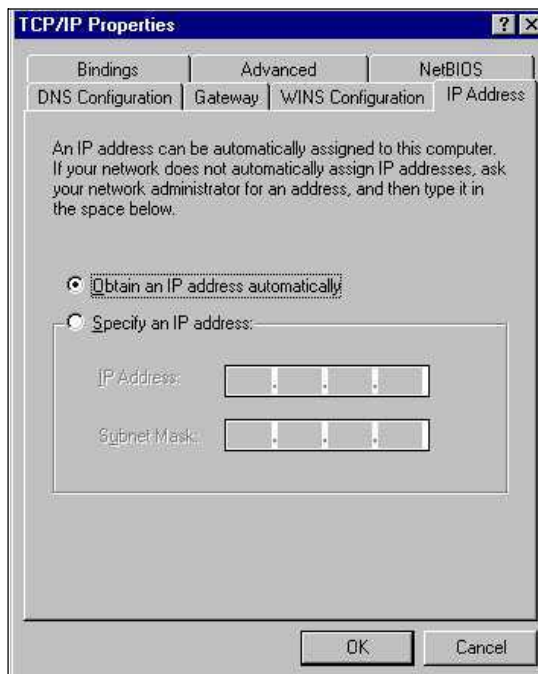 TCP/IP Properties
Bindings
Advanced
NetBIOS
DNS Configuration
Gateway
WINS Configuration
IP Address
An IP address can be automatically assigned to this computer.
If your network does not automatically assign IP addresses, ask
your network administrator for an address, and then type it in
the space below.
Obtain an IP address automatically
Specify an IP address:
IP Address:
Subnet Mask:
OK
Cancel